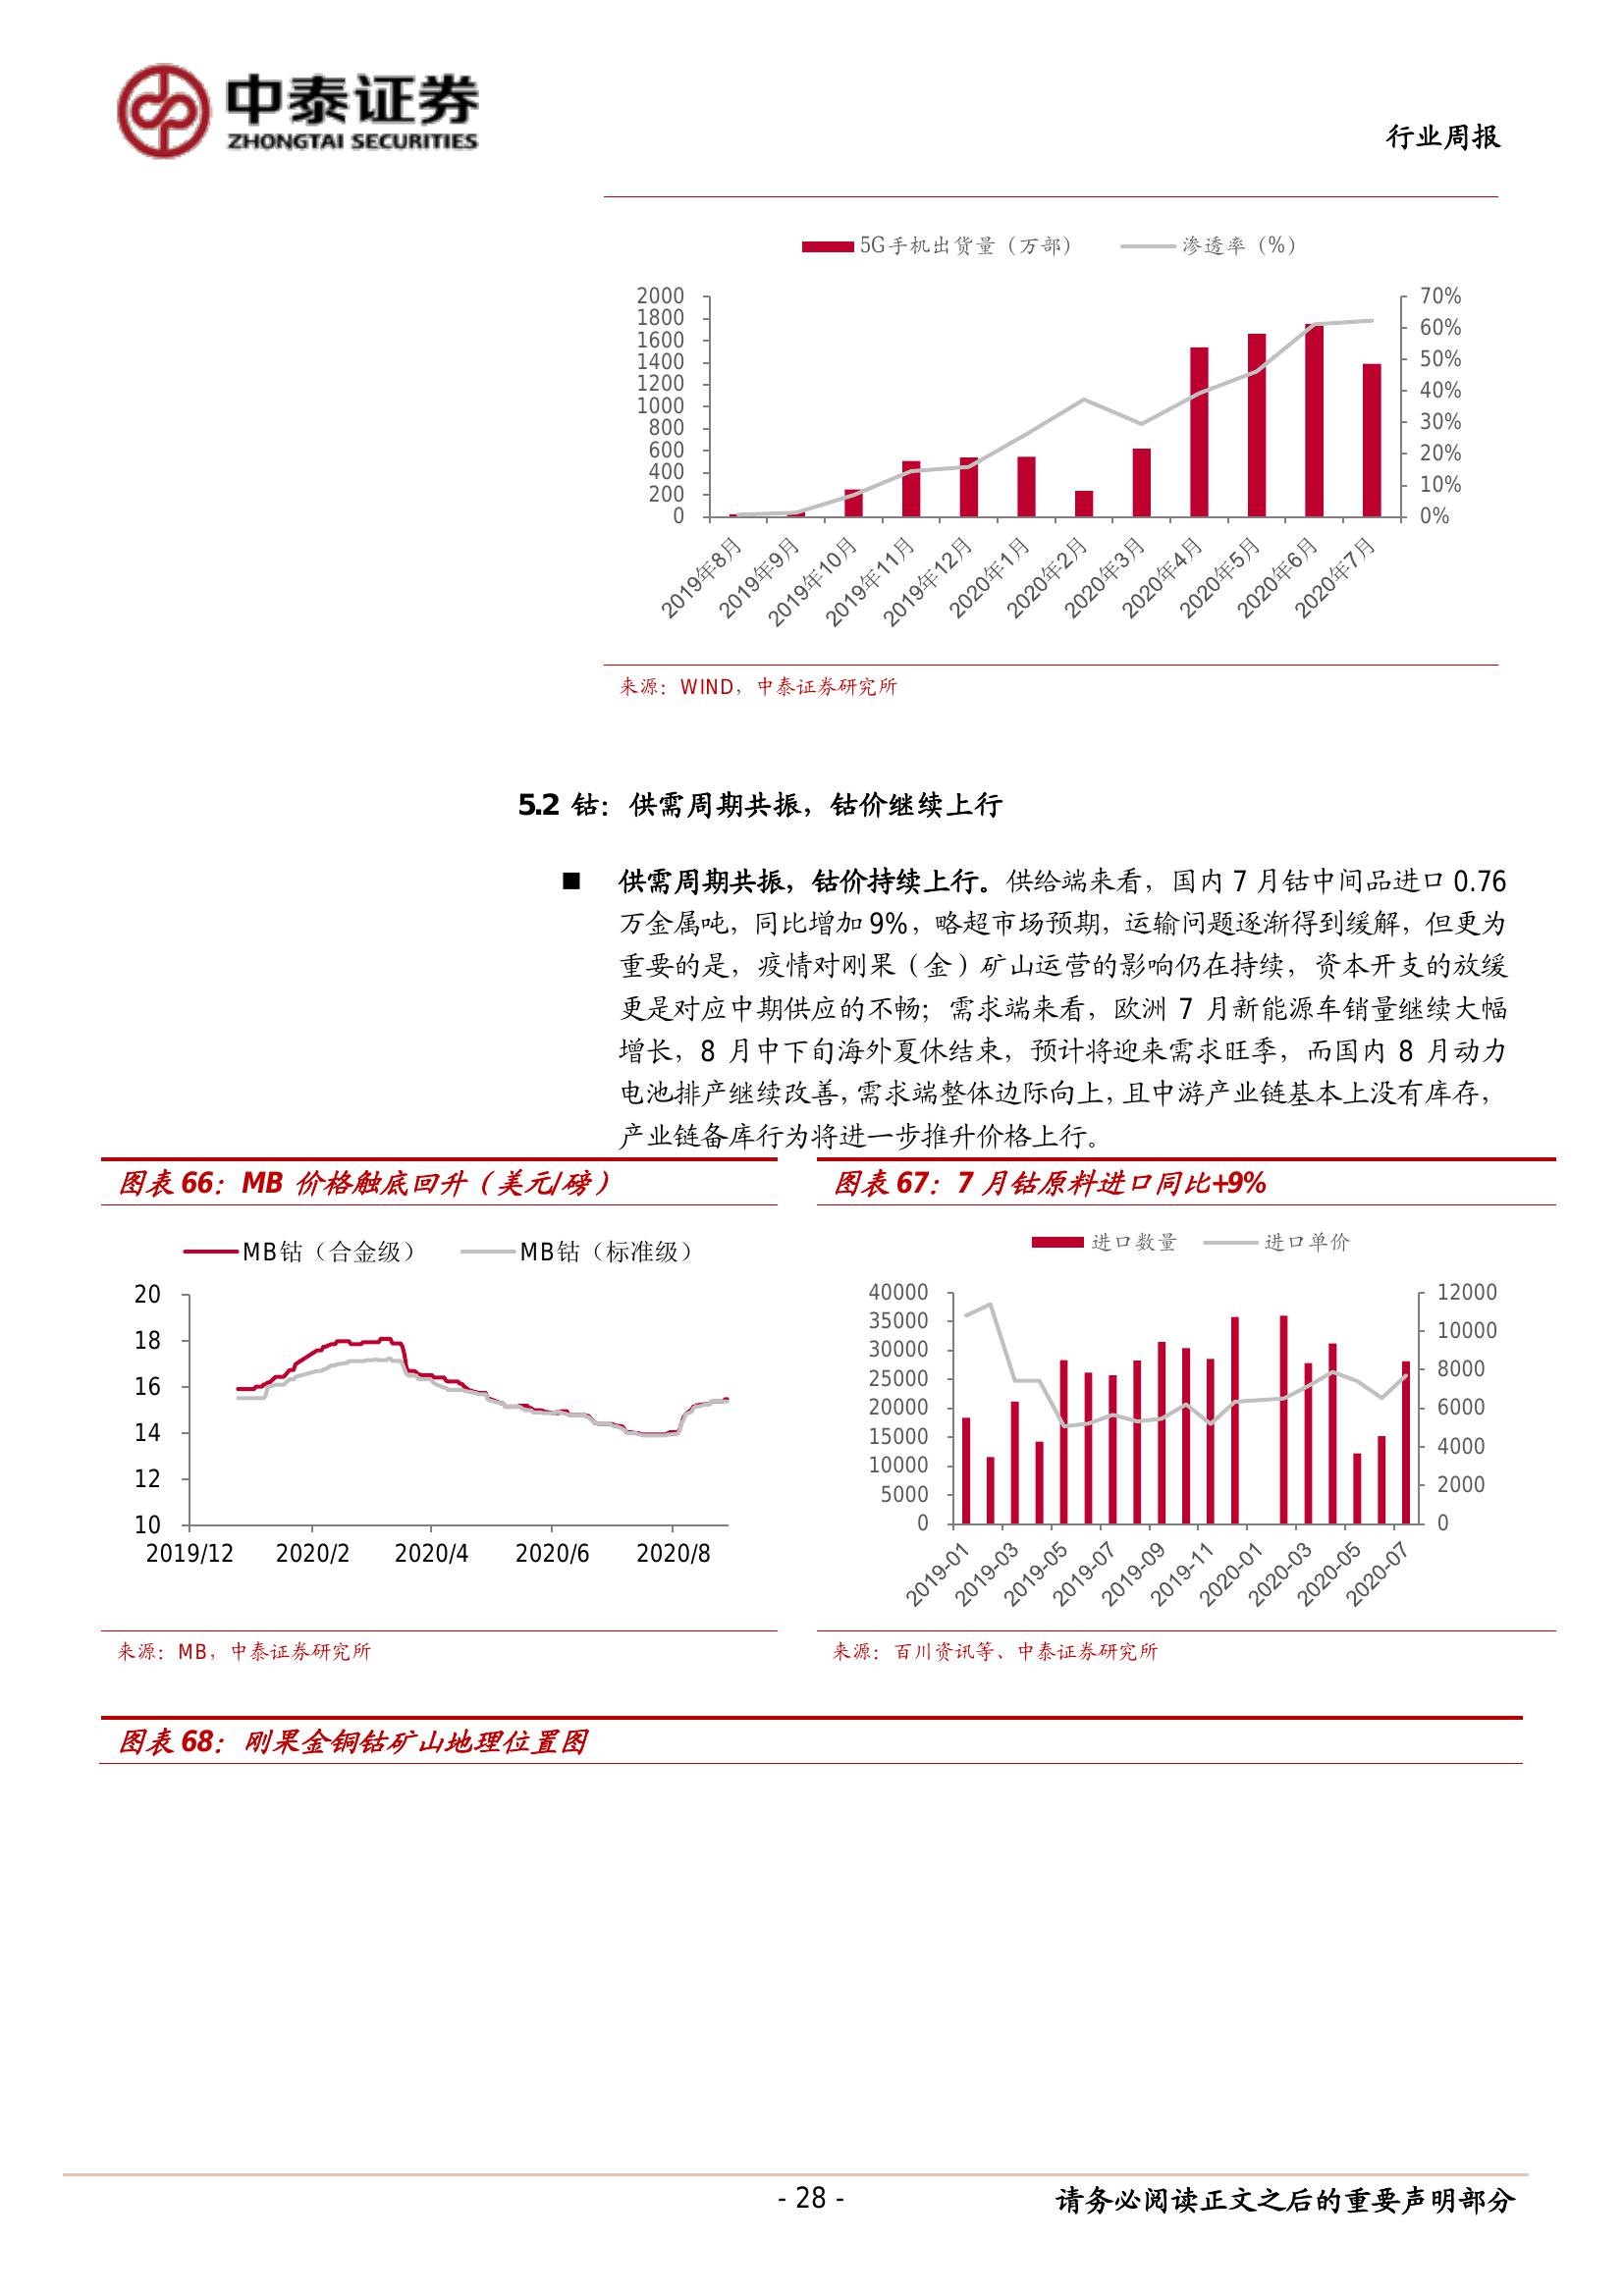 中泰证券
ZHONGTAI SECURITIES
行业周报
5G手机出货量（万部） 渗透率（%）
2000
1800
1600
1400
1200
1000
800
600
400
200
0
70%
60%
50%
40%
30%
20%
10%
0%
2019年8月
2019年9月
2019年10月
2019年11月
2019年12月
2020年1月
2020年2月
2020年3月
2020年4月
2020年5月
2020年6月
2020年7月
来源：WIND，中泰证券研究所
5.2 钴：供需周期共振，钴价继续上行
■ 供需周期共振，钴价持续上行。供给端来看，国内 7 月钴中间品进口 0.76
万金属吨，同比增加 9%，略超市场预期，运输问题逐渐得到缓解，但更为
重要的是，疫情对刚果（金）矿山运营的影响仍在持续，资本开支的放缓
更是对应中期供应的不畅；需求端来看，欧洲 7 月新能源车销量继续大幅
增长，8 月中下旬海外夏休结束，预计将迎来需求旺季，而国内 8 月动力
电池排产继续改善，需求端整体边际向上，且中游产业链基本上没有库存，
产业链备库行为将进一步推升价格上行。
图表 66：MB 价格触底回升（美元/磅）
MB钴（合金级） MB钴（标准级）
20
18
16
14
12
10
2019/12 2020/2 2020/4 2020/6 2020/8
来源：MB，中泰证券研究所
图表 67：7 月钴原料进口同比+9%
进口数量 进口单价
40000
35000
30000
25000
20000
15000
10000
5000
0
12000
10000
8000
6000
4000
2000
0
2019-01
2019-03
2019-05
2019-07
2019-09
2019-11
2020-01
2020-03
2020-05
2020-07
来源：百川资讯等、中泰证券研究所
图表 68：刚果金铜钴矿山地理位置图
- 28 -
请务必阅读正文之后的重要声明部分